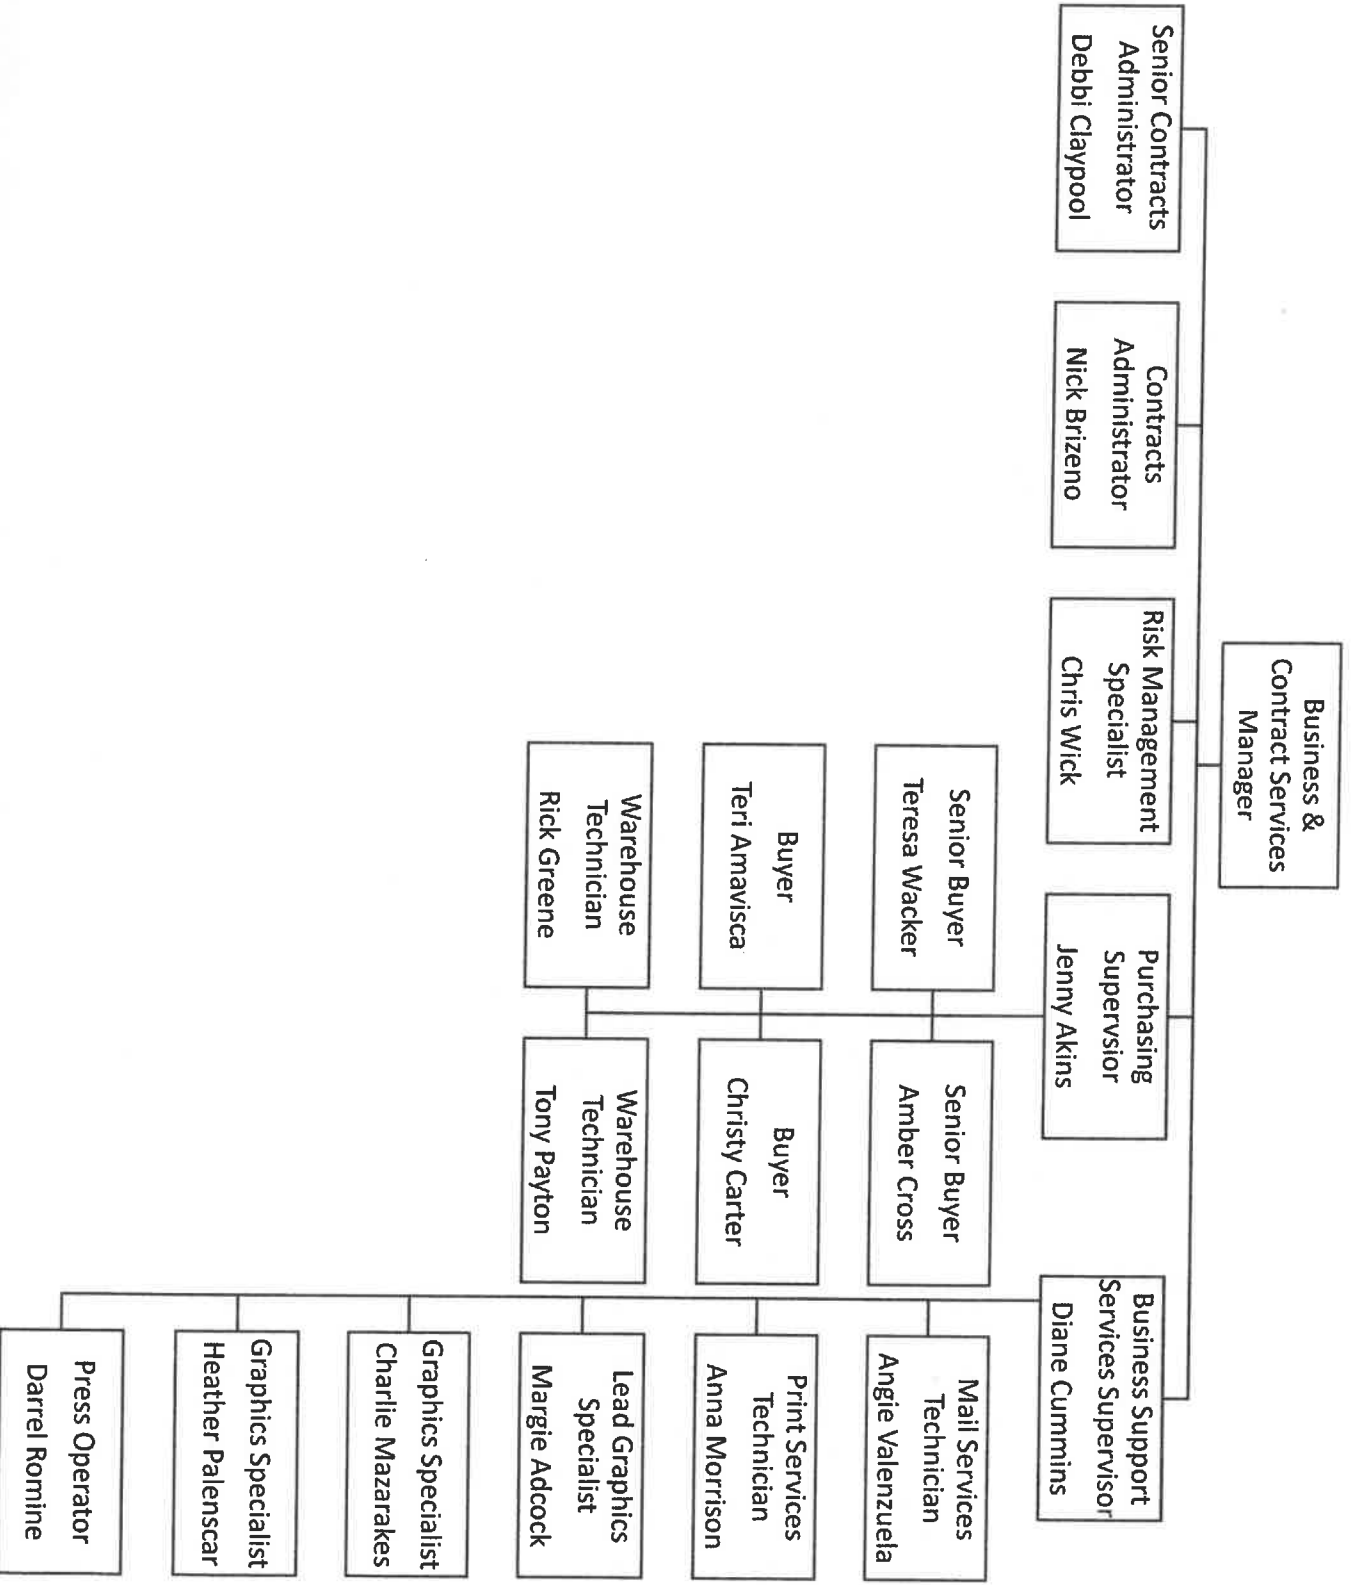 Business &
Contract Services
Manager
Senior Contracts
Administrator
Debbi Claypool
Contracts
Administrator
Nick Brizeno
Risk Management
Specialist
Chris Wick
Purchasing
Supervsior
Jenny Akins
Business Support
Services Supervisor
Diane Cummins
Senior Buyer
Teresa Wacker
Senior Buyer
Amber Cross
Mail Services
Technician
Angie Valenzuela
Buyer
Teri Amavisca
Buyer
Christy Carter
Print Services
Technician
Anna Morrison
Warehouse
Technician
Rick Greene
Warehouse
Technician
Tony Payton
Lead Graphics
Specialist
Margie Adcock
Graphics Specialist
Charlie Mazarakes
Graphics Specialist
Heather Palenscar
Press Operator
Darrel Romine